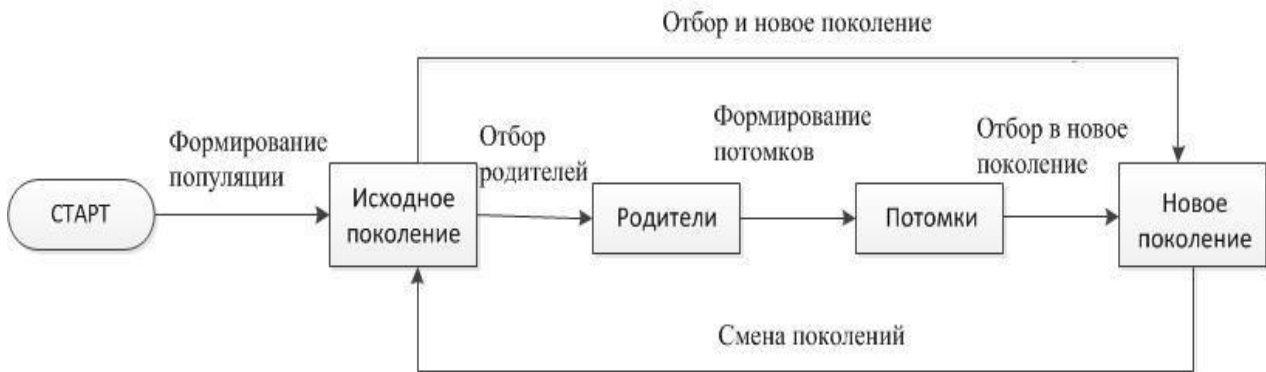 Отбор и новое поколение
Формирование
популяции
Отбор
родителей
Формирование
потомков
Отбор в новое
поколение
СТАРТ
Исходное
поколение
Родители
Потомки
Новое
поколение
Смена поколений